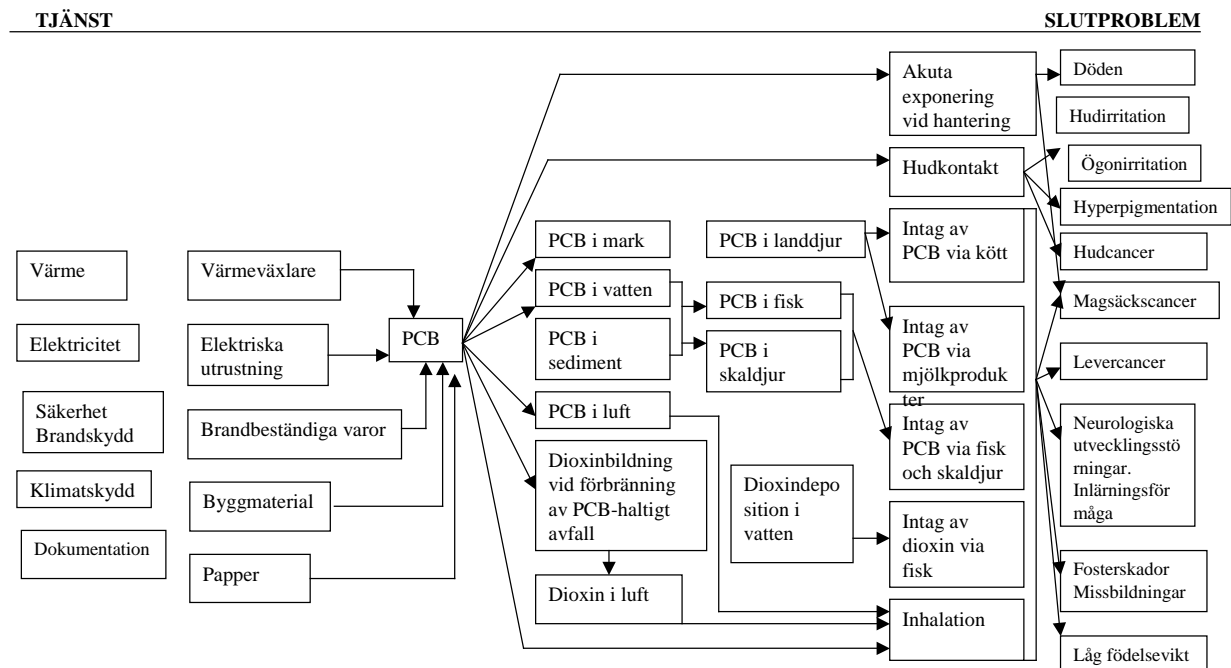 TJÄNST
SLUTPROBLEM
Värme
Elektricitet
Säkerhet
Brandskydd
Klimatskydd
Dokumentation
Värmeväxlare
Elektriska
utrustning
Brandbeständiga varor
Byggmaterial
Papper
PCB
PCB i mark
PCB i vatten
PCB i
sediment
PCB i luft
Dioxinbildning
vid förbränning
av PCB-haltigt
avfall
Dioxin i luft
PCB i landdjur
PCB i fisk
PCB i
skaldjur
Dioxindepo
sition i
vatten
Akuta
exponering
vid hantering
Hudkontakt
Intag av
PCB via kött
Intag av
PCB via
mjölkproduk
ter
Intag av
PCB via fisk
och skaldjur
Intag av
dioxin via
fisk
Inhalation
Döden
Hudirritation
Ögonirritation
Hyperpigmentation
Hudcancer
Magsäckscancer
Levercancer
Neurologiska
utvecklingsstö
rningar.
Inlärningsför
måga
Fosterskador
Missbildningar
Låg födelsevikt